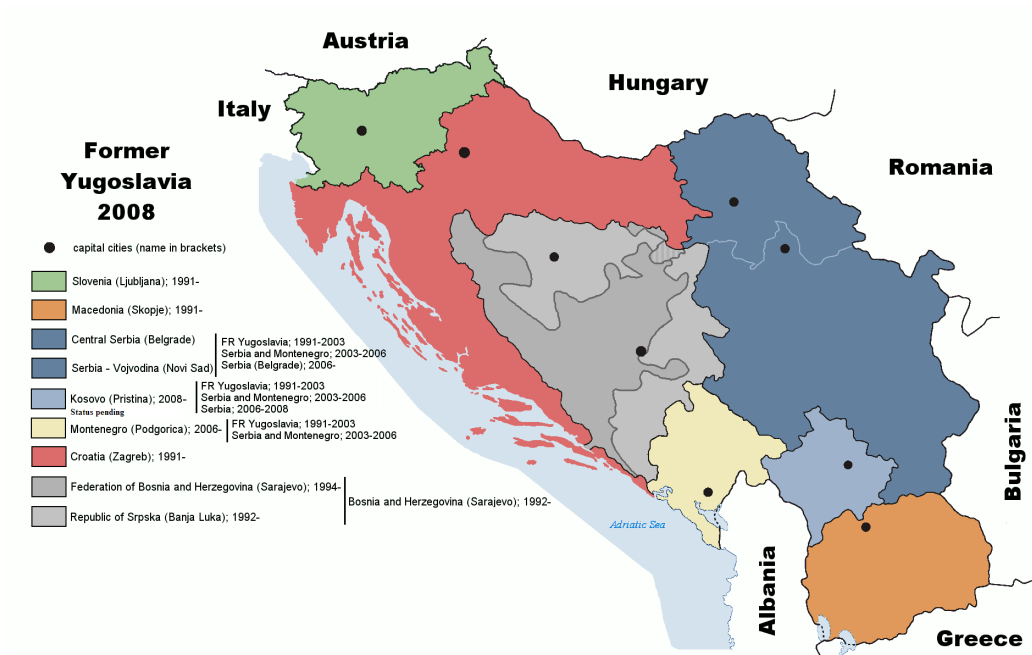 Austria
Hungary
Italy
Romania
Former
Yugoslavia
2008
capital cities (name in brackets)
Slovenia (Ljubljana); 1991-
Macedonia (Skopje); 1991-
Central Serbia (Belgrade)
Serbia - Vojvodina (Novi Sad)
FR Yugoslavia; 1991-2003
Serbia and Montenegro; 2003-2006
Serbia (Belgrade); 2006-
Kosovo (Pristina); 2008-
Status pending
FR Yugoslavia; 1991-2003
Serbia and Montenegro; 2003-2006
Serbia; 2006-2008
Montenegro (Podgorica); 2006-
FR Yugoslavia; 1991-2003
Serbia and Montenegro; 2003-2006
Croatia (Zagreb); 1991-
Federation of Bosnia and Herzegovina (Sarajevo); 1994-
Republic of Srpska (Banja Luka); 1992-
Bosnia and Herzegovina (Sarajevo); 1992-
Adriatic Sea
Bulgaria
Albania
Greece